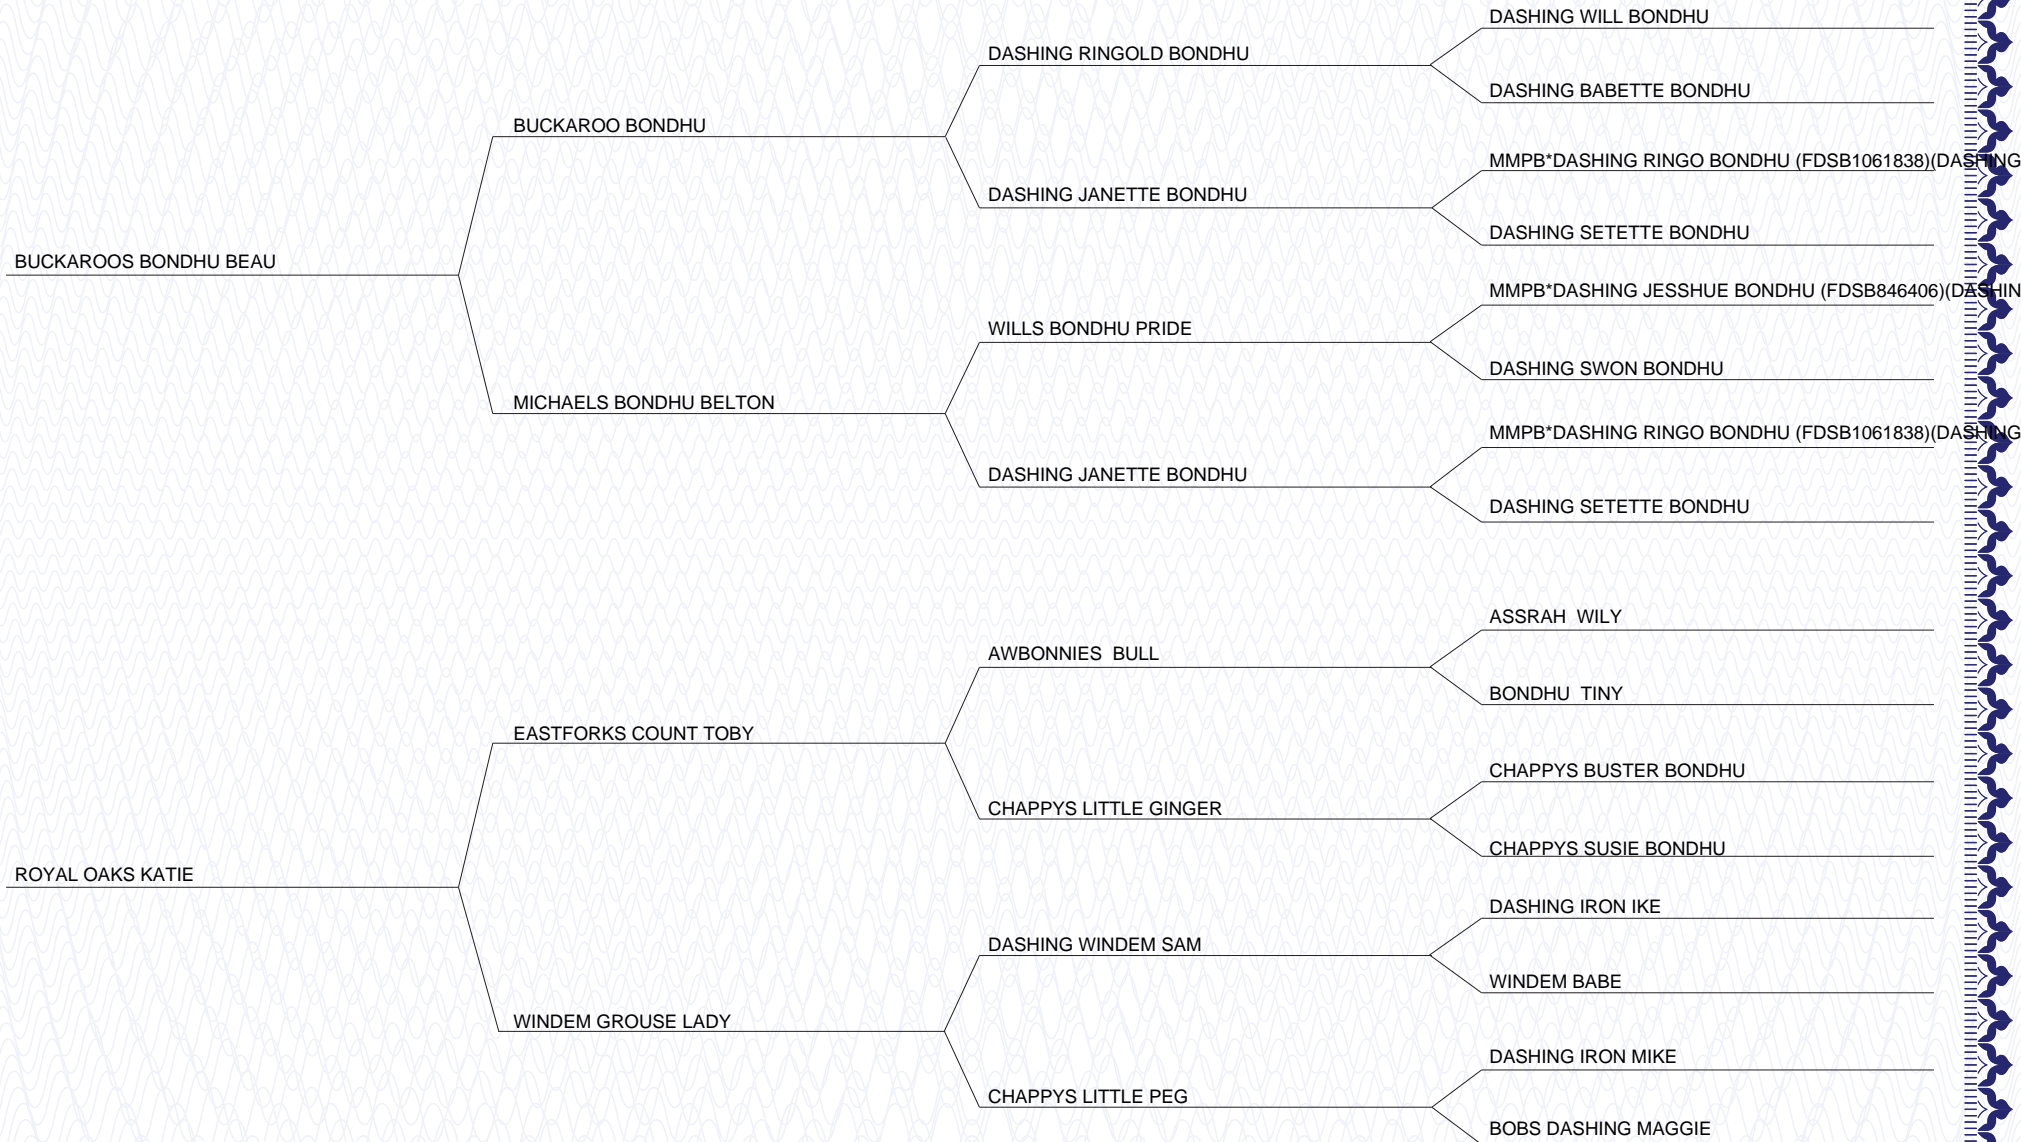 DASHING WILL BONDHU
DASHING RINGOLD BONDHU
DASHING BABETTE BONDHU
BUCKAROO BONDHU
MMPB*DASHING RINGO BONDHU (FDSB1061838)(DASHING
DASHING JANETTE BONDHU
DASHING SETETTE BONDHU
BUCKAROOS BONDHU BEAU
MMPB*DASHING JESSHUE BONDHU (FDSB846406)(DASHIN
WILLS BONDHU PRIDE
DASHING SWON BONDHU
MICHAELS BONDHU BELTON
MMPB*DASHING RINGO BONDHU (FDSB1061838)(DASHING
DASHING JANETTE BONDHU
DASHING SETETTE BONDHU
ASSRAH WILY
AWBONNIES BULL
BONDHU TINY
EASTFORKS COUNT TOBY
CHAPPYS BUSTER BONDHU
CHAPPYS LITTLE GINGER
CHAPPYS SUSIE BONDHU
ROYAL OAKS KATIE
DASHING IRON IKE
DASHING WINDEM SAM
WINDEM BABE
WINDEM GROUSE LADY
DASHING IRON MIKE
CHAPPYS LITTLE PEG
BOBS DASHING MAGGIE